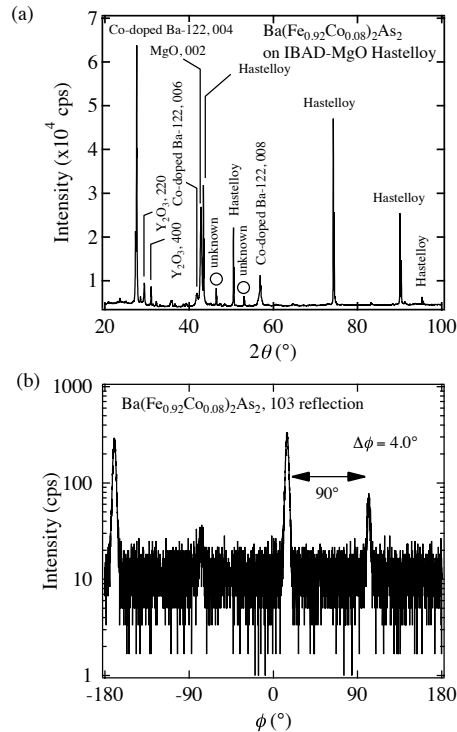 (a)
7
6
5
4
3
2
1
Intensity (x10⁴ cps)
Co-doped Ba-122, 004
MgO, 002
Ba(Fe₀.₉₂Co₀.₀₈)₂As₂
on IBAD-MgO Hastelloy
Hastelloy
Y₂O₃, 220
Y₂O₃, 400
Co-doped Ba-122, 006
unknown
Hastelloy
unknown
Co-doped Ba-122, 008
Hastelloy
Hastelloy
Hastelloy
20 40 60 80 100
2θ (°)
(b)
1000
100
10
1
Intensity (cps)
Ba(Fe₀.₉₂Co₀.₀₈)₂As₂, 103 reflection
Δϕ = 4.0°
90°
-180 -90 0 90 180
ϕ (°)